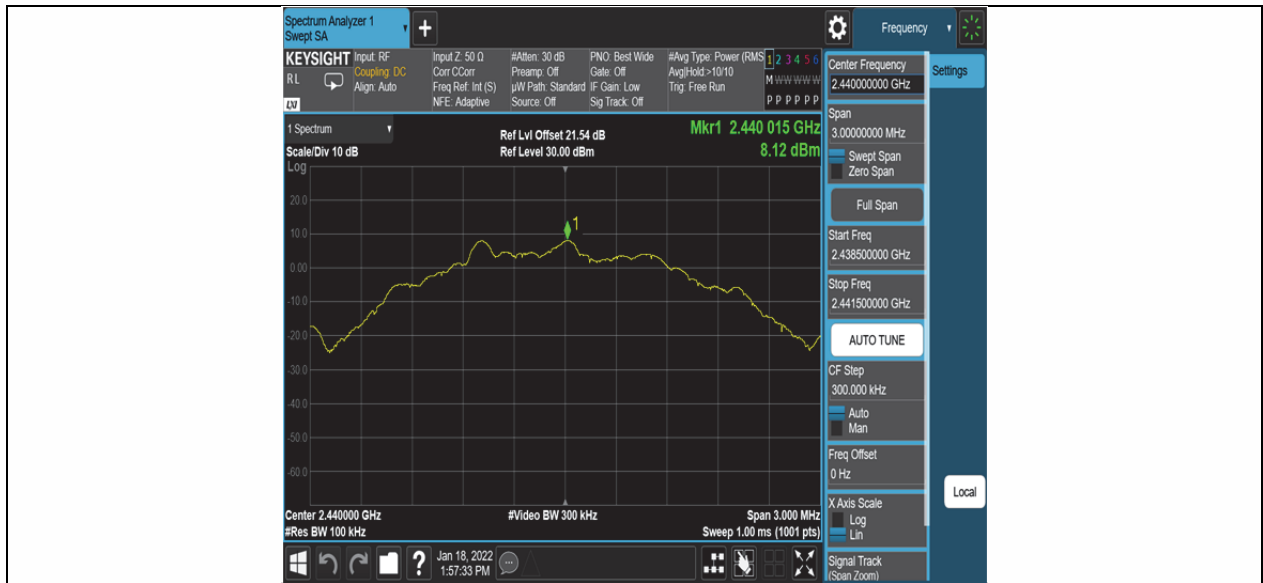 Spectrum Analyzer 1
Swept SA
+
Frequency
KEYSIGHT
RL
LXI
Input: RF
Coupling: DC
Align: Auto
Input Z: 50 Ω
Corr CCorr
Freq Ref: Int (S)
NFE: Adaptive
#Atten: 30 dB
Preamp: Off
µW Path: Standard
Source: Off
PNO: Best Wide
Gate: Off
IF Gain: Low
Sig Track: Off
#Avg Type: Power (RMS
Avg|Hold:>10/10
Trig: Free Run
1 2 3 4 5 6
M W W W W W
P P P P P P
1 Spectrum
Scale/Div 10 dB
Log
Ref Lvl Offset 21.54 dB
Ref Level 30.00 dBm
Mkr1 2.440 015 GHz
8.12 dBm
20.0
10.0
0.00
-10.0
-20.0
-30.0
-40.0
-50.0
-60.0
1
Center 2.440000 GHz
#Res BW 100 kHz
#Video BW 300 kHz
Span 3.000 MHz
Sweep 1.00 ms (1001 pts)
?
Jan 18, 2022
1:57:33 PM
Center Frequency
2.440000000 GHz
Span
3.00000000 MHz
Swept Span
Zero Span
Full Span
Start Freq
2.438500000 GHz
Stop Freq
2.441500000 GHz
AUTO TUNE
CF Step
300.000 kHz
Auto
Man
Freq Offset
0 Hz
X Axis Scale
Log
Lin
Signal Track
(Span Zoom)
Settings
Local